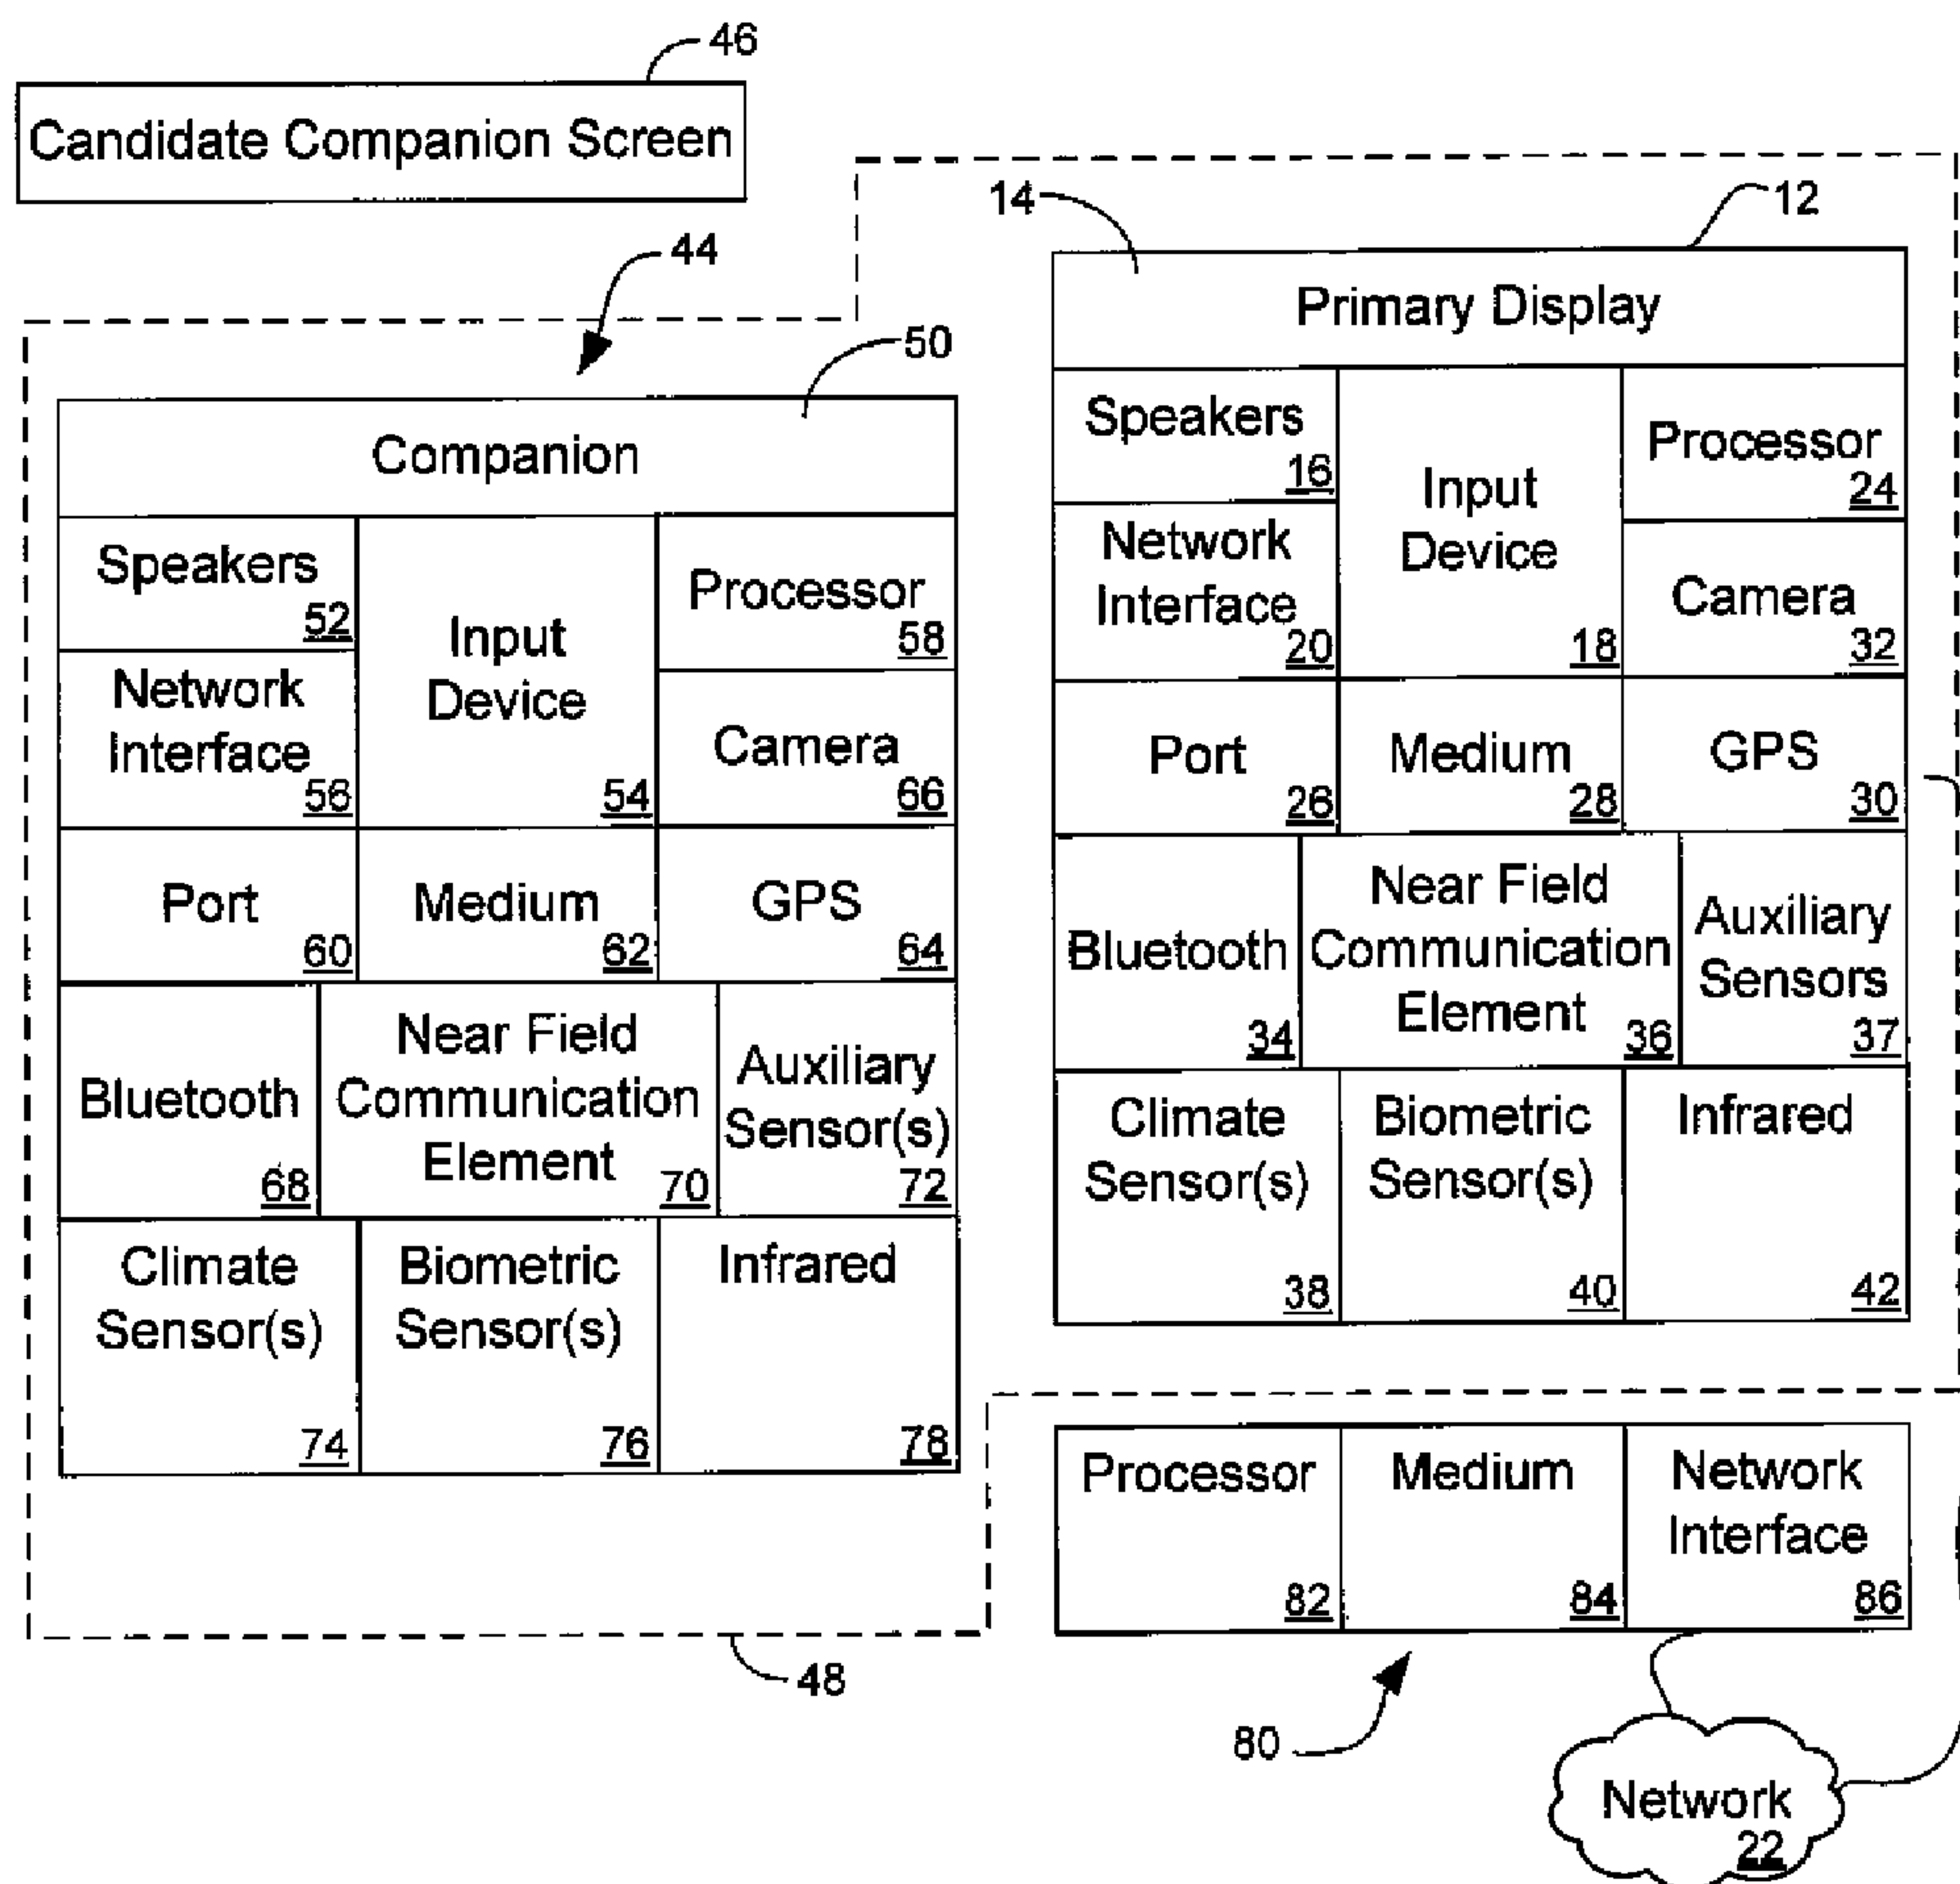 46
Candidate Companion Screen
44
14
12
Primary Display
Speakers
16
Input
Device
18
Processor
24
Network
Interface
20
Camera
32
Port
26
Medium
28
GPS
30
Bluetooth
34
Near Field
Communication
Element
36
Auxiliary
Sensors
37
Climate
Sensor(s)
38
Biometric
Sensor(s)
40
Infrared
42
50
Companion
Speakers
52
Input
Device
54
Processor
58
Network
Interface
56
Camera
66
Port
60
Medium
62
GPS
64
Bluetooth
68
Near Field
Communication
Element
70
Auxiliary
Sensor(s)
72
Climate
Sensor(s)
74
Biometric
Sensor(s)
76
Infrared
78
48
Processor
82
Medium
84
Network
Interface
86
80
Network
22